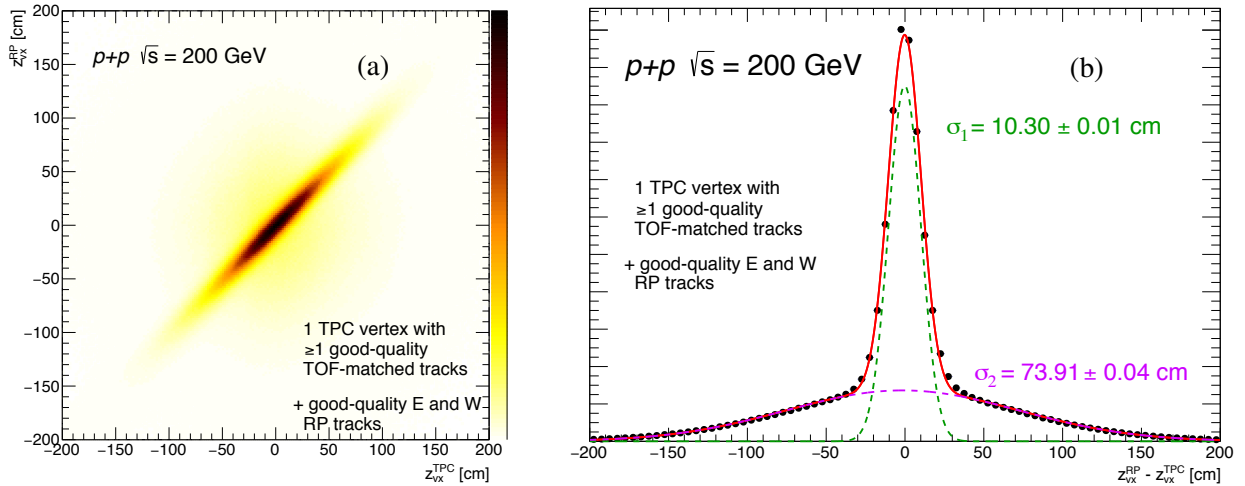 z_vx^RP [cm]
200
150
100
50
0
−50
−100
−150
−200
p+p √s = 200 GeV
(a)
1 TPC vertex with
≥1 good-quality
TOF-matched tracks
+ good-quality E and W
RP tracks
−200 −150 −100 −50 0 50 100 150 200
z_vx^TPC [cm]
p+p √s = 200 GeV
(b)
σ₁ = 10.30 ± 0.01 cm
1 TPC vertex with
≥1 good-quality
TOF-matched tracks
+ good-quality E and W
RP tracks
σ₂ = 73.91 ± 0.04 cm
−200 −150 −100 −50 0 50 100 150 200
z_vx^RP - z_vx^TPC [cm]